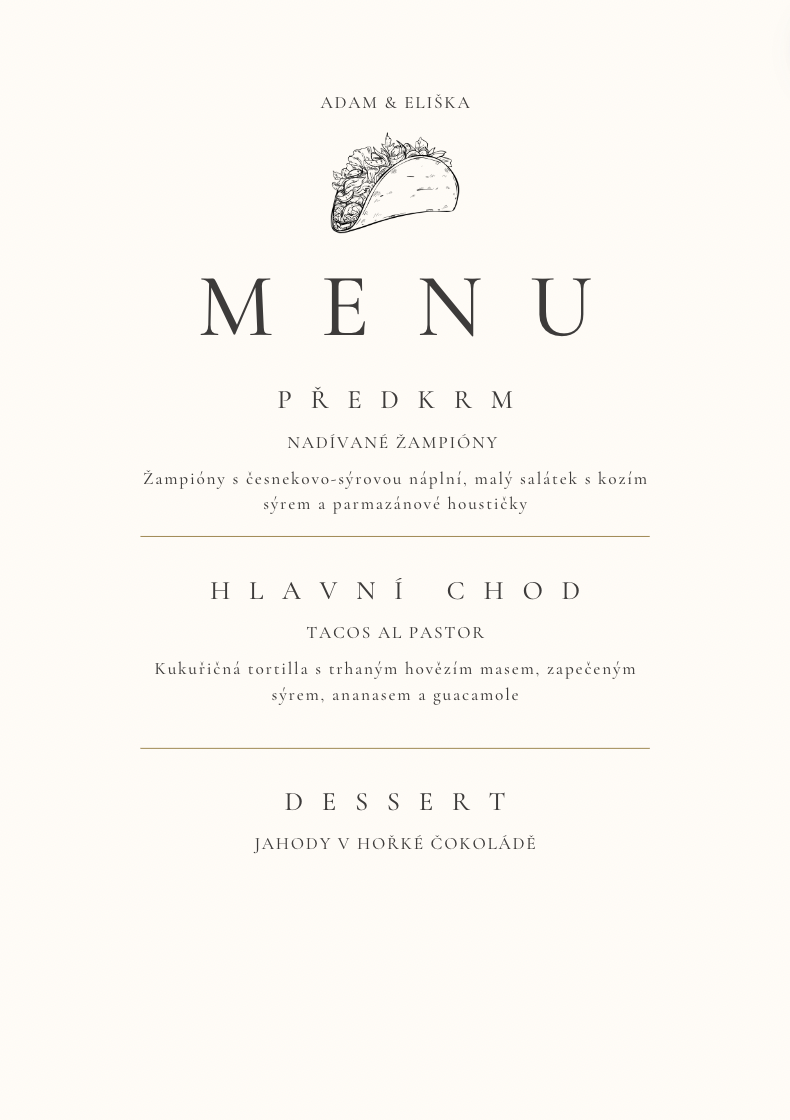 ADAM & ELIŠKA
MENU
PŘEDKRM
NADÍVANÉ ŽAMPIÓNY
Žampióny s česnekovo-sýrovou náplní, malý salátek s kozím
sýrem a parmazánové houstičky
HLAVNÍ CHOD
TACOS AL PASTOR
Kukuřičná tortilla s trhaným hovězím masem, zapečeným
sýrem, ananasem a guacamole
DESSERT
JAHODY V HOŘKÉ ČOKOLÁDĚ